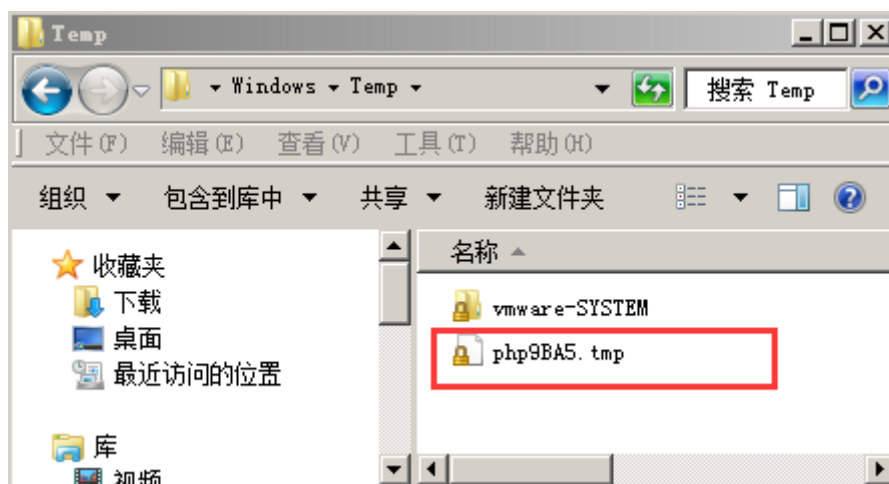 Temp
Windows Temp
搜索 Temp
文件(F) 编辑(E) 查看(V) 工具(T) 帮助(H)
组织 包含到库中 共享 新建文件夹
收藏夹
下载
桌面
最近访问的位置
库
视频
名称
vmware-SYSTEM
php9BA5.tmp